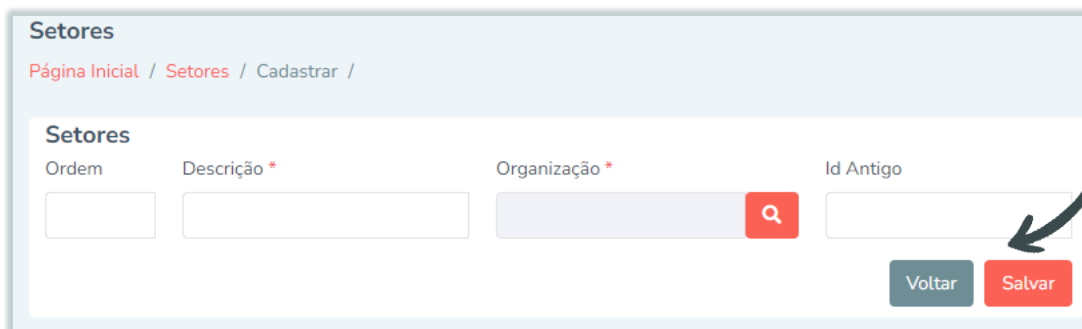 Setores
Página Inicial / Setores / Cadastrar /
Setores
Ordem Descrição * Organização * Id Antigo
Voltar Salvar